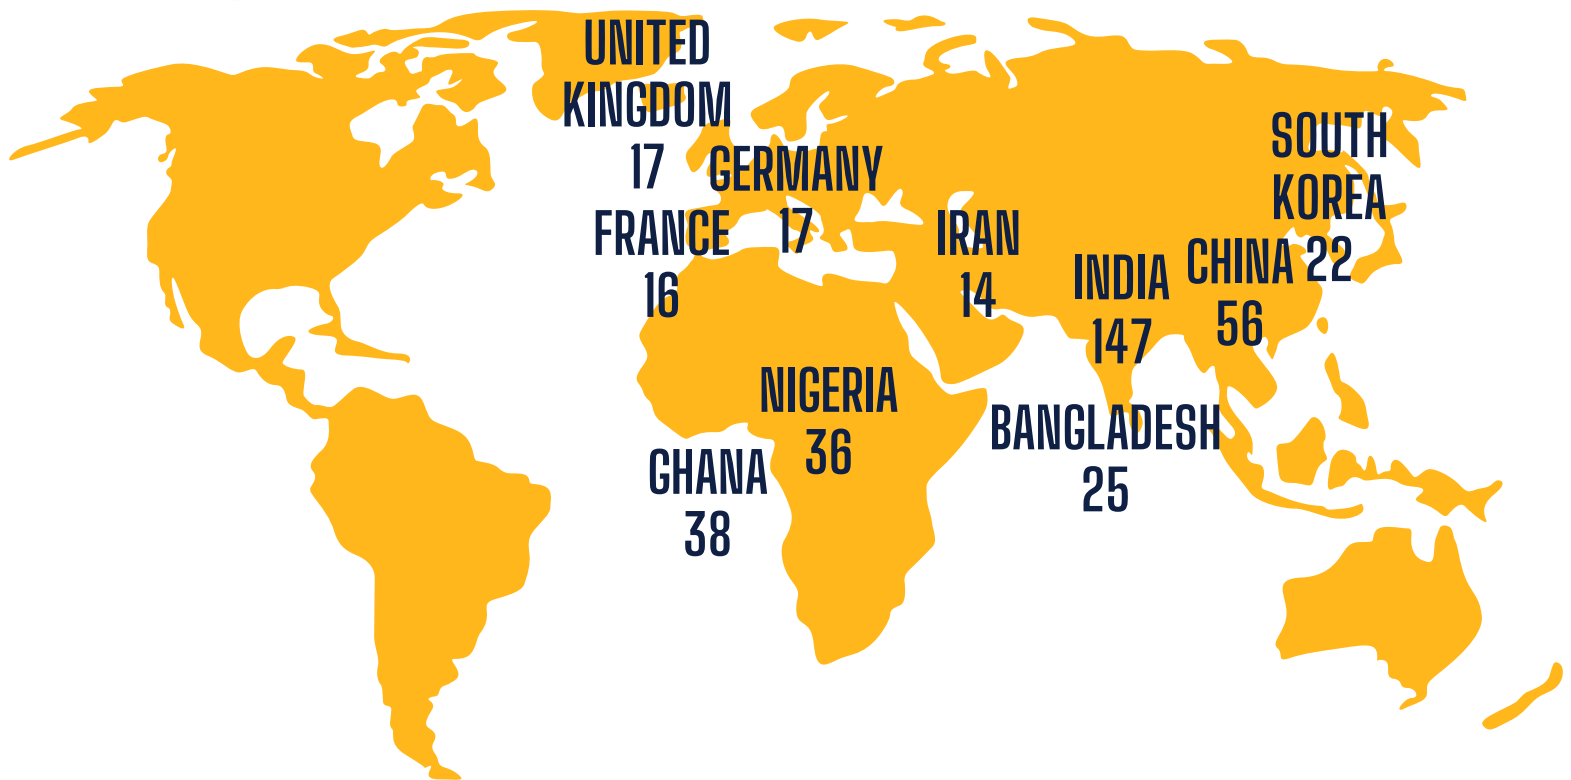 UNITED
KINGDOM
17
GERMANY
17
FRANCE
16
IRAN
14
INDIA
147
CHINA
56
SOUTH
KOREA
22
NIGERIA
36
GHANA
38
BANGLADESH
25